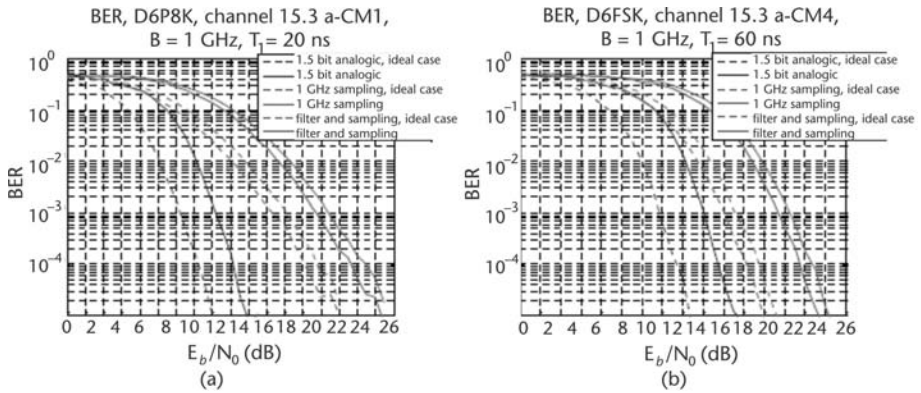 BER, D6P8K, channel 15.3 a-CM1,
B = 1 GHz, T₁= 20 ns
10⁰
10⁻¹
10⁻²
10⁻³
10⁻⁴
BER
1.5 bit analogic, ideal case
1.5 bit analogic
1 GHz sampling, ideal case
1 GHz sampling
filter and sampling, ideal case
filter and sampling
0 2 4 6 8 10 12 14 16 18 20 22 24 26
E_b/N_0 (dB)
(a)
BER, D6FSK, channel 15.3 a-CM4,
B = 1 GHz, T₁= 60 ns
10⁰
10⁻¹
10⁻²
10⁻³
10⁻⁴
BER
1.5 bit analogic, ideal case
1.5 bit analogic
1 GHz sampling, ideal case
1 GHz sampling
filter and sampling, ideal case
filter and sampling
0 2 4 6 8 10 12 14 16 18 20 22 24 26
E_b/N_0 (dB)
(b)